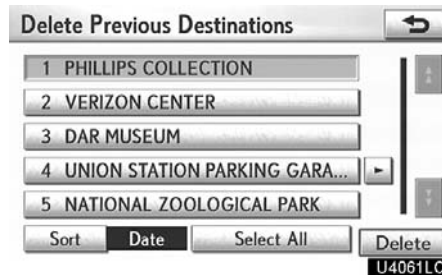 Delete Previous Destinations
1 PHILLIPS COLLECTION
2 VERIZON CENTER
3 DAR MUSEUM
4 UNION STATION PARKING GARA...
5 NATIONAL ZOOLOGICAL PARK
Sort Date Select All Delete
U4061LC